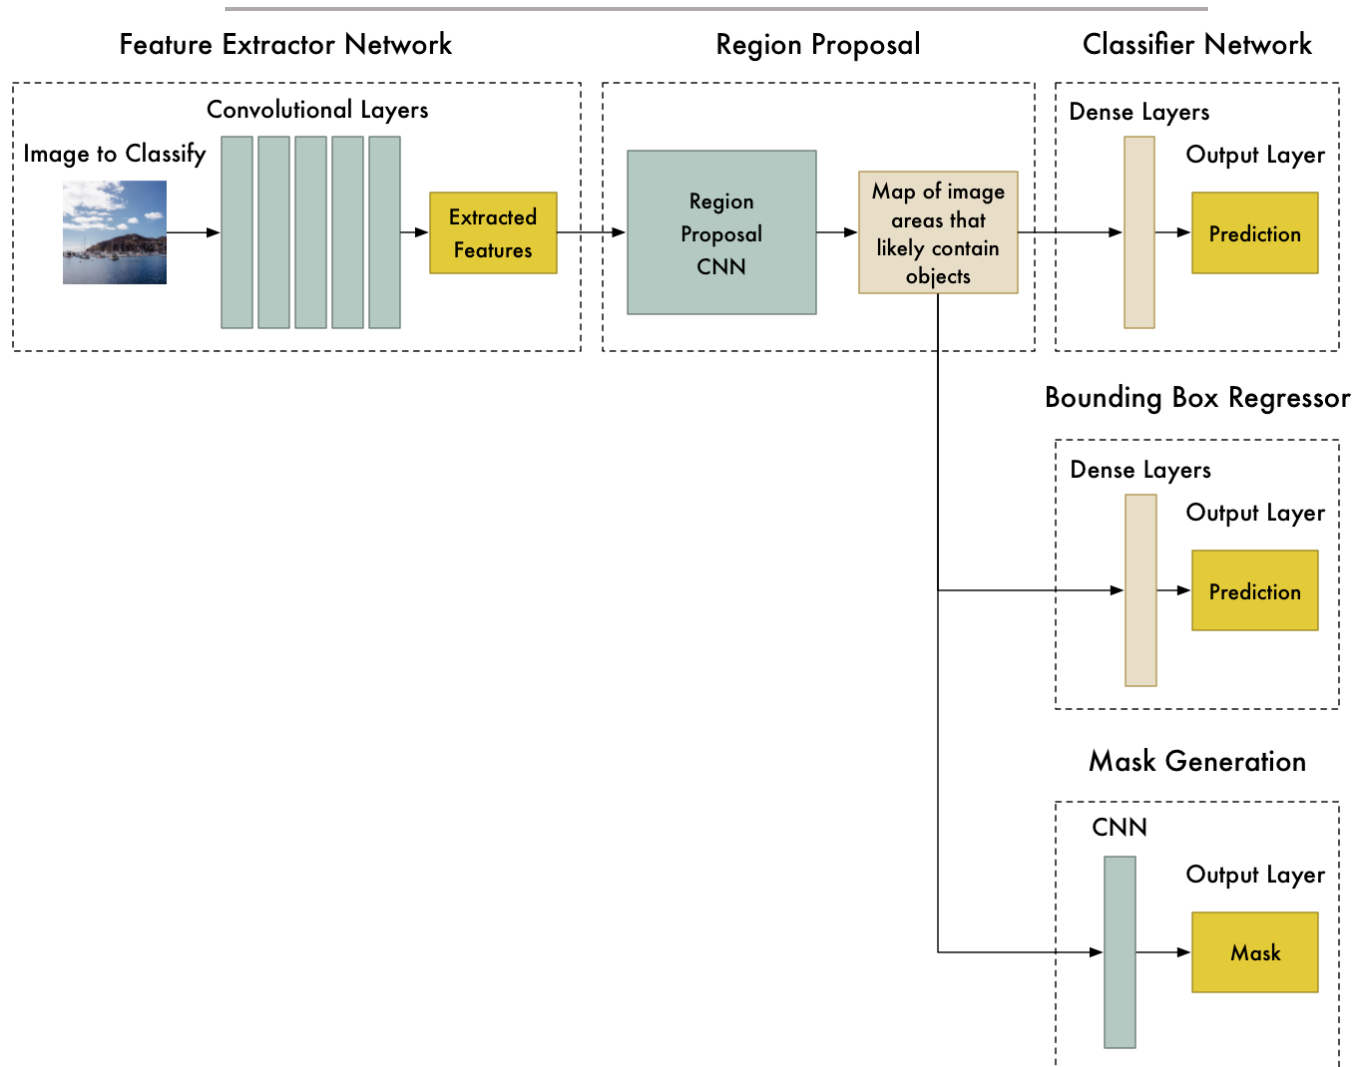 Feature Extractor Network
Region Proposal
Classifier Network
Convolutional Layers
Dense Layers
Image to Classify
Output Layer
Extracted
Features
Region
Proposal
CNN
Map of image
areas that
likely contain
objects
Prediction
Bounding Box Regressor
Dense Layers
Output Layer
Prediction
Mask Generation
CNN
Output Layer
Mask